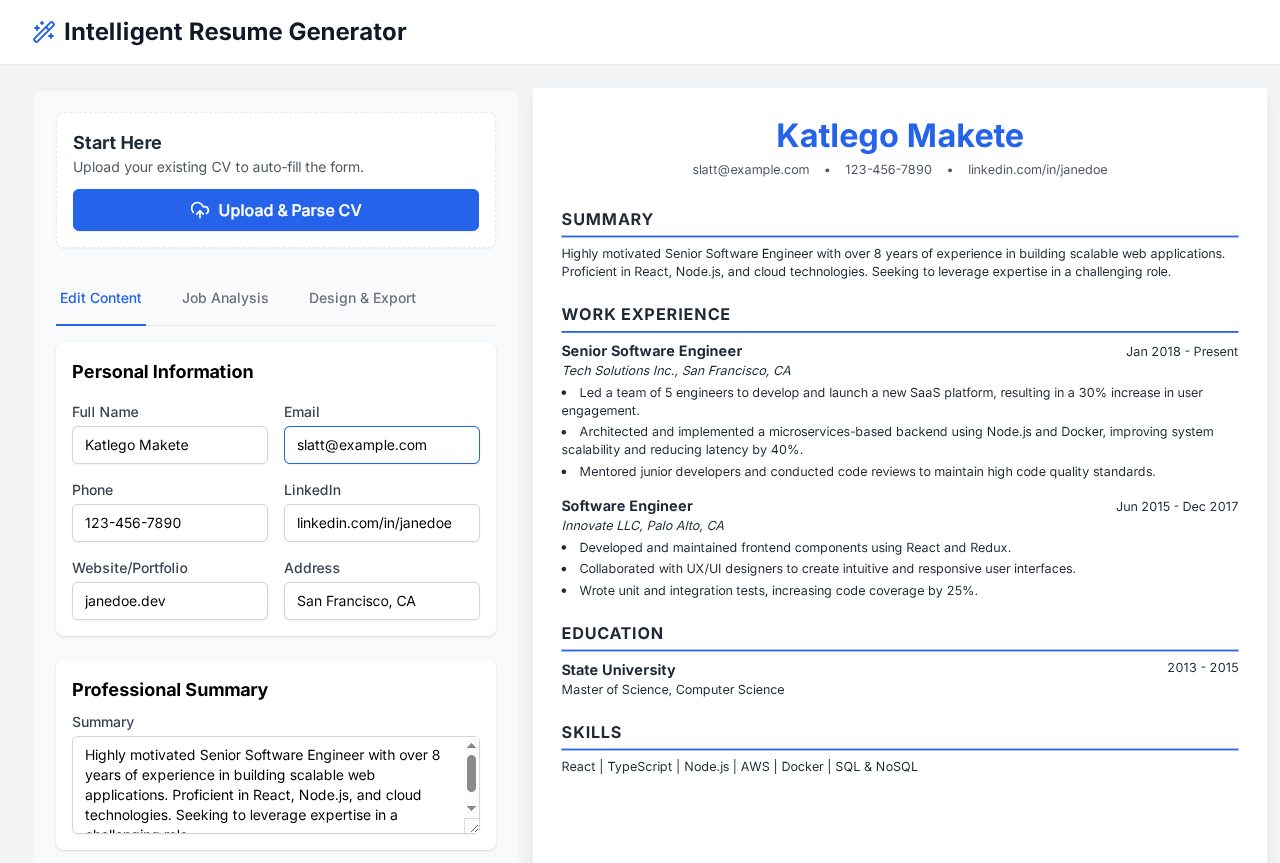 Intelligent Resume Generator
Start Here
Upload your existing CV to auto-fill the form.
Upload & Parse CV
Edit Content
Job Analysis
Design & Export
Personal Information
Full Name
Email
Katlego Makete
slatt@example.com
Phone
LinkedIn
123-456-7890
linkedin.com/in/janedoe
Website/Portfolio
Address
janedoe.dev
San Francisco, CA
Professional Summary
Summary
Highly motivated Senior Software Engineer with over 8
years of experience in building scalable web
applications. Proficient in React, Node.js, and cloud
technologies. Seeking to leverage expertise in a
challenging role.
Katlego Makete
slatt@example.com • 123-456-7890 • linkedin.com/in/janedoe
SUMMARY
Highly motivated Senior Software Engineer with over 8 years of experience in building scalable web applications.
Proficient in React, Node.js, and cloud technologies. Seeking to leverage expertise in a challenging role.
WORK EXPERIENCE
Senior Software Engineer
Jan 2018 - Present
Tech Solutions Inc., San Francisco, CA
• Led a team of 5 engineers to develop and launch a new SaaS platform, resulting in a 30% increase in user
engagement.
• Architected and implemented a microservices-based backend using Node.js and Docker, improving system
scalability and reducing latency by 40%.
• Mentored junior developers and conducted code reviews to maintain high code quality standards.
Software Engineer
Jun 2015 - Dec 2017
Innovate LLC, Palo Alto, CA
• Developed and maintained frontend components using React and Redux.
• Collaborated with UX/UI designers to create intuitive and responsive user interfaces.
• Wrote unit and integration tests, increasing code coverage by 25%.
EDUCATION
State University
2013 - 2015
Master of Science, Computer Science
SKILLS
React | TypeScript | Node.js | AWS | Docker | SQL & NoSQL